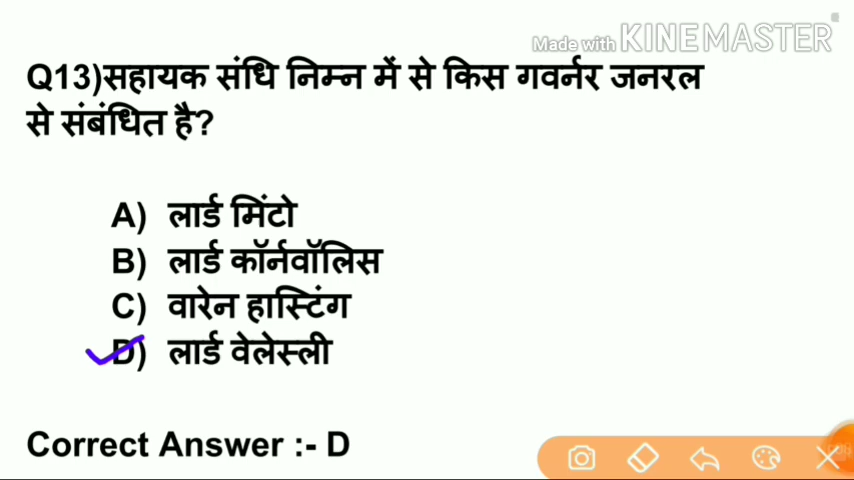 Made with KINEMASTER
Q13)सहायक संधि निम्न में से किस गवर्नर जनरल
से संबंधित है?
A) लार्ड मिंटो
B) लार्ड कॉर्नवॉलिस
C) वारेन हास्टिंग
D) लार्ड वेलेस्ली
Correct Answer :- D